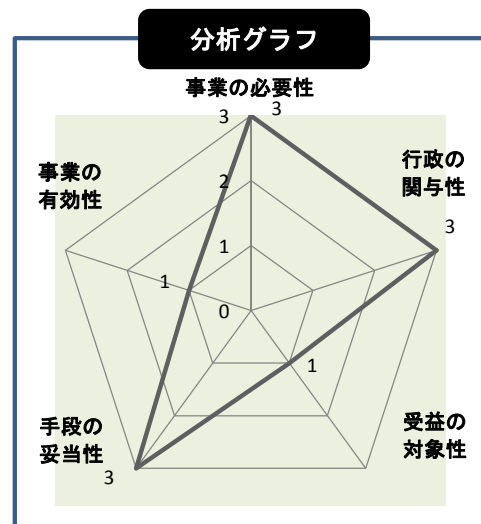 分析グラフ
事業の必要性
3
3
事業の
有効性
行政の
関与性
2
3
1
1
0
1
手段の
妥当性
受益の
対象性
3